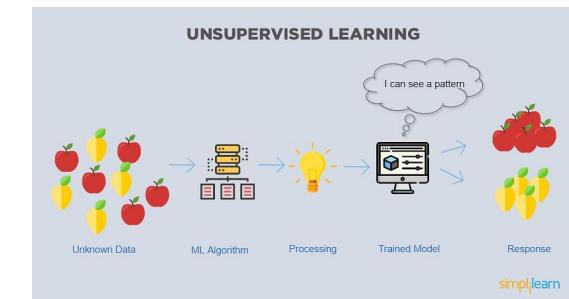 UNSUPERVISED LEARNING
I can see a pattern
Unknown Data
ML Algorithm
Processing
Trained Model
Response
simplilearn